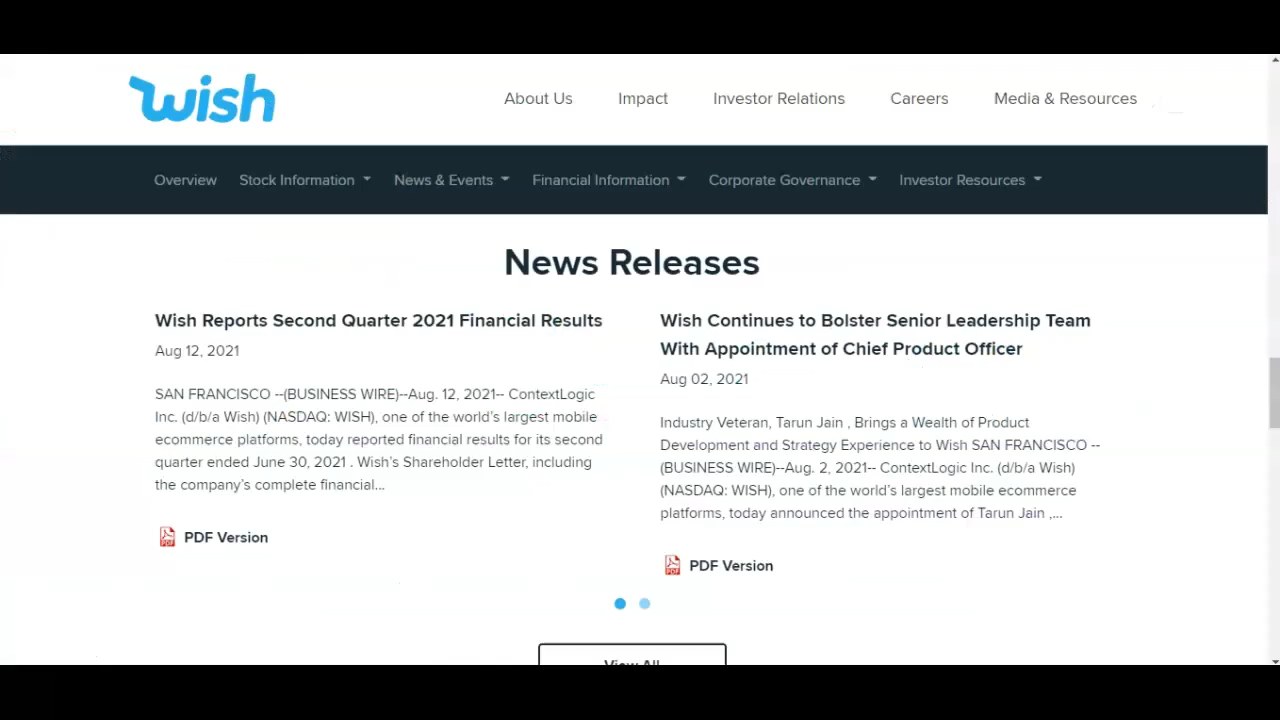 wish
About Us Impact Investor Relations Careers Media & Resources
Overview Stock Information News & Events Financial Information Corporate Governance Investor Resources
News Releases
Wish Reports Second Quarter 2021 Financial Results
Aug 12, 2021
SAN FRANCISCO --(BUSINESS WIRE)--Aug. 12, 2021-- ContextLogic
Inc. (d/b/a Wish) (NASDAQ: WISH), one of the world's largest mobile
ecommerce platforms, today reported financial results for its second
quarter ended June 30, 2021 . Wish's Shareholder Letter, including
the company's complete financial...
PDF Version
Wish Continues to Bolster Senior Leadership Team
With Appointment of Chief Product Officer
Aug 02, 2021
Industry Veteran, Tarun Jain , Brings a Wealth of Product
Development and Strategy Experience to Wish SAN FRANCISCO --
(BUSINESS WIRE)--Aug. 2, 2021-- ContextLogic Inc. (d/b/a Wish)
(NASDAQ: WISH), one of the world's largest mobile ecommerce
platforms, today announced the appointment of Tarun Jain ,...
PDF Version
View All